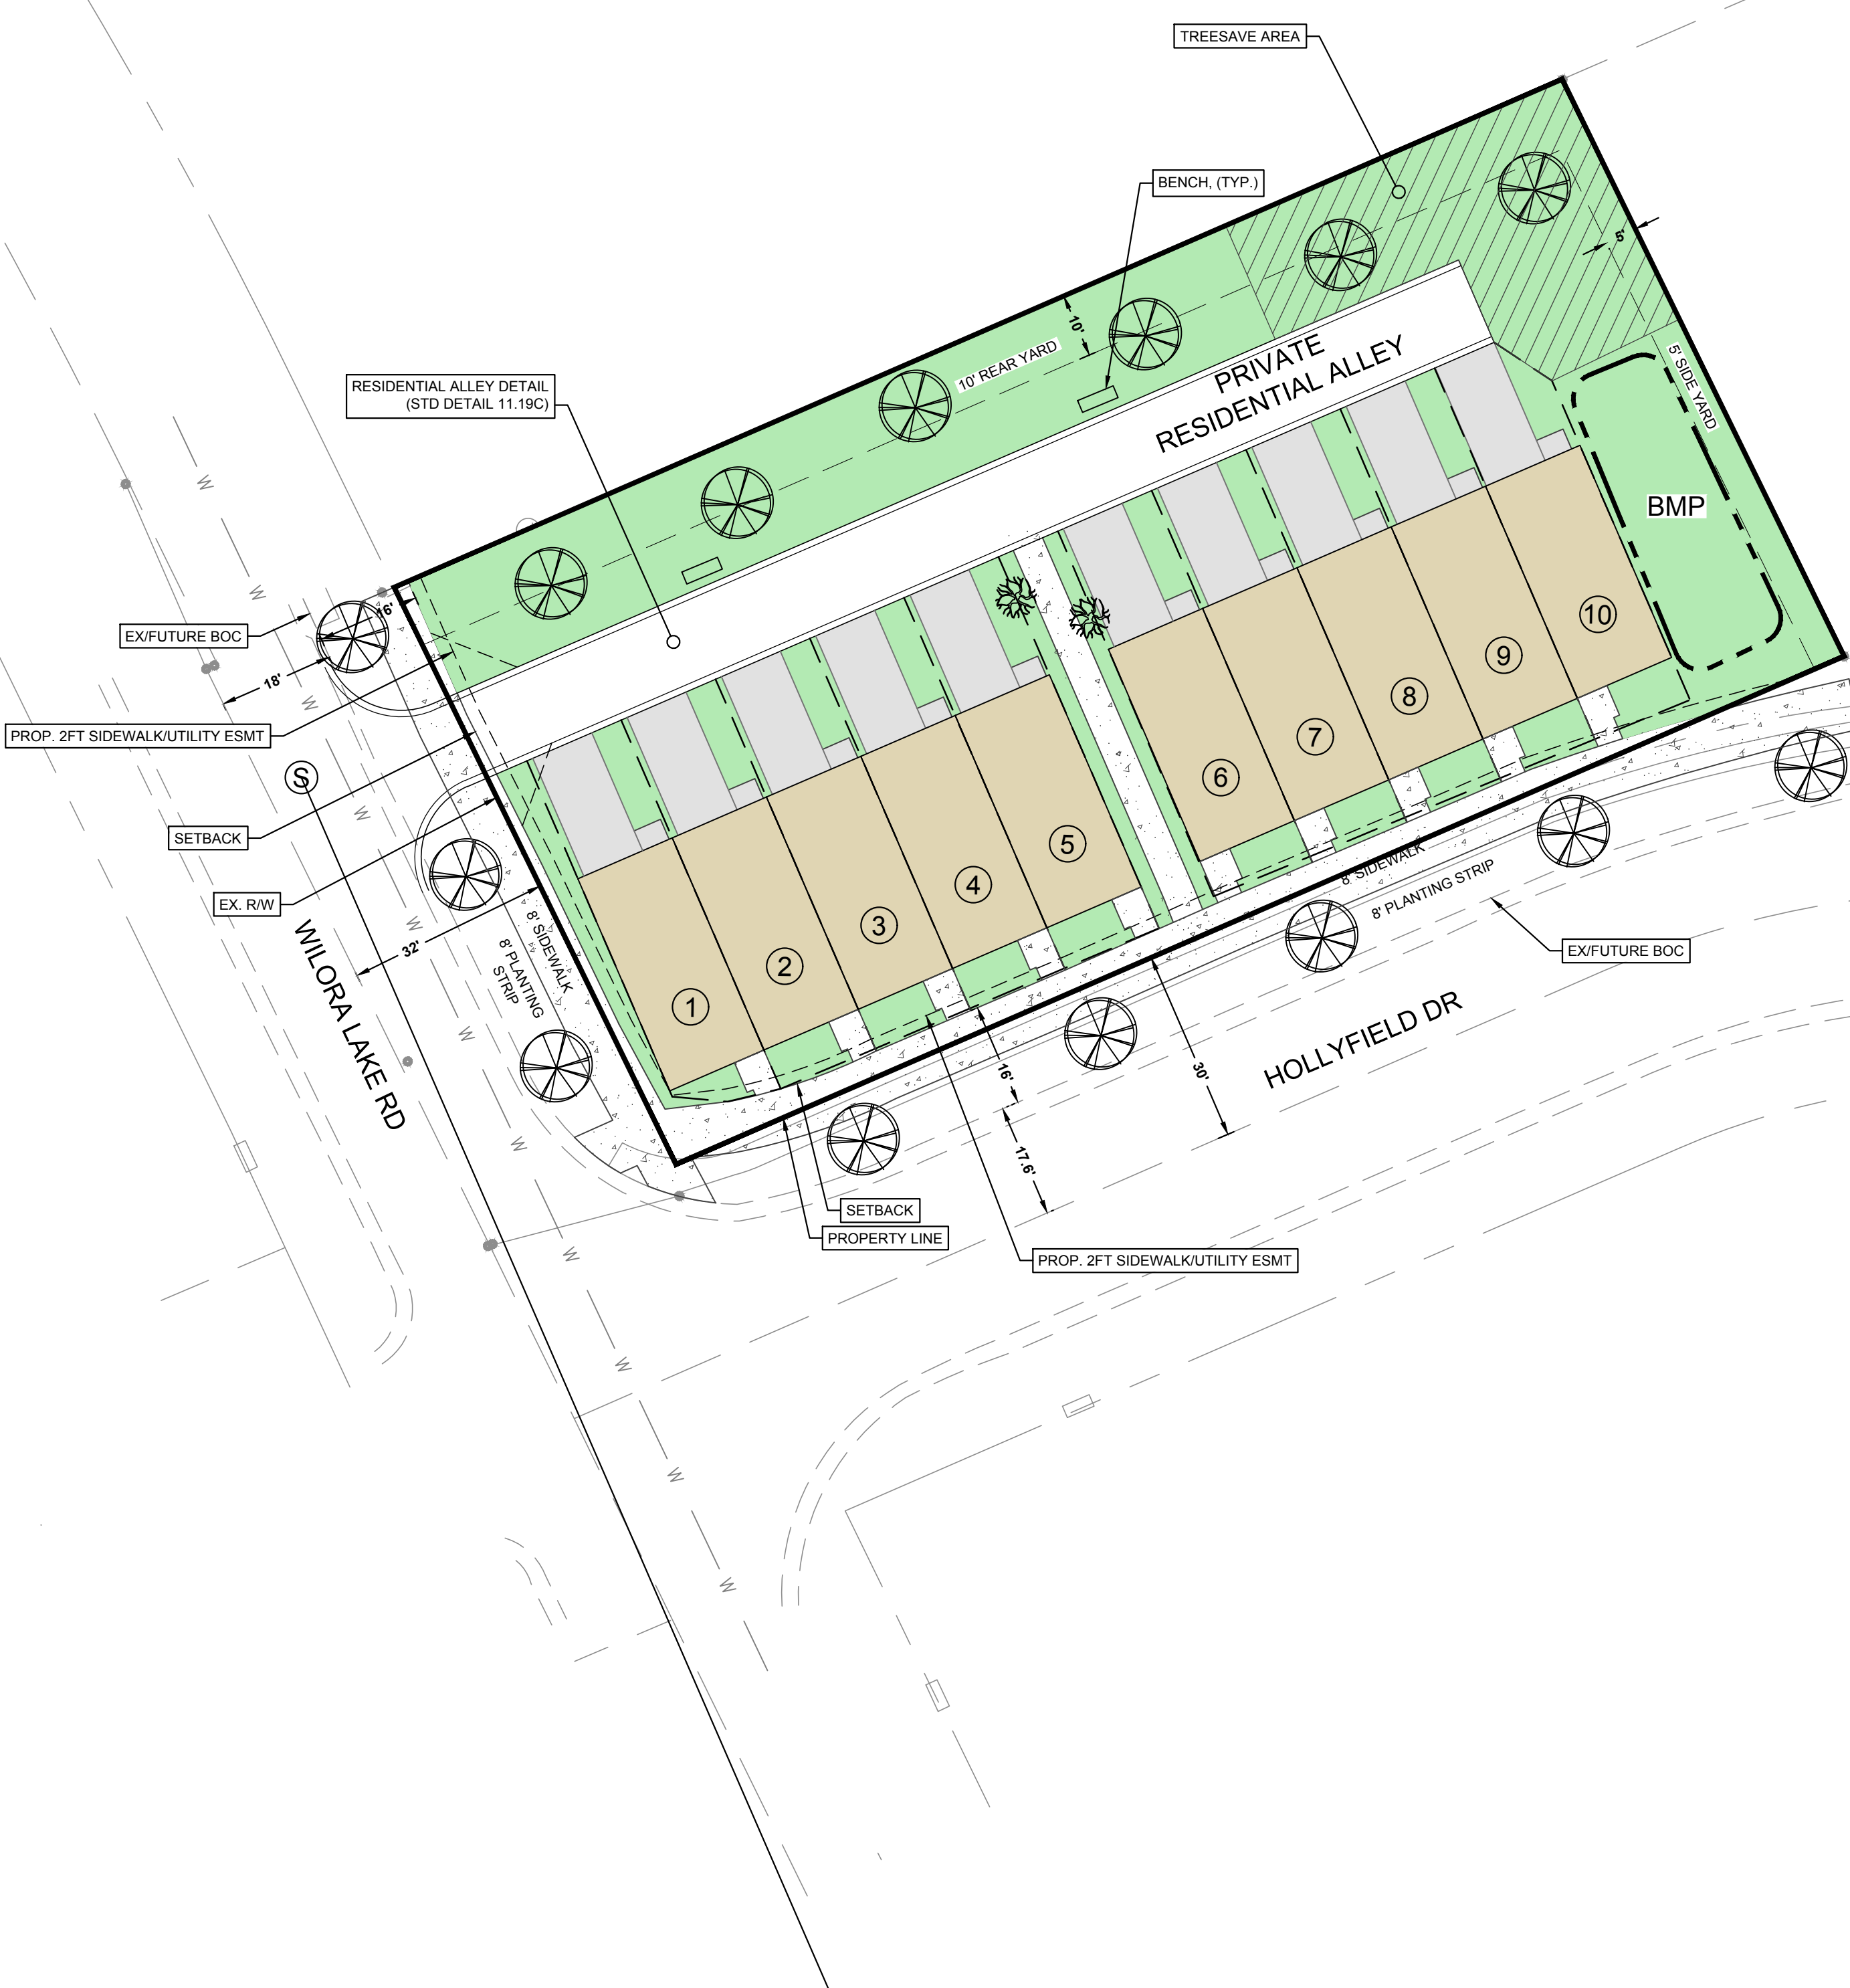 TREESAVE AREA
BENCH, (TYP.)
5'
10'
10' REAR YARD
PRIVATE
RESIDENTIAL ALLEY
5' SIDE YARD
RESIDENTIAL ALLEY DETAIL
(STD DETAIL 11.19C)
W
W
BMP
16'
EX/FUTURE BOC
18'
W
PROP. 2FT SIDEWALK/UTILITY ESMT
S
W
SETBACK
EX. R/W
W
32'
8' SIDEWALK
8' PLANTING
STRIP
WILORA LAKE RD
1
2
3
4
5
6
7
8
9
10
8' SIDEWALK
8' PLANTING STRIP
EX/FUTURE BOC
HOLLYFIELD DR
16'
30'
17.6'
W
W
SETBACK
PROPERTY LINE
PROP. 2FT SIDEWALK/UTILITY ESMT
W
W
W
W